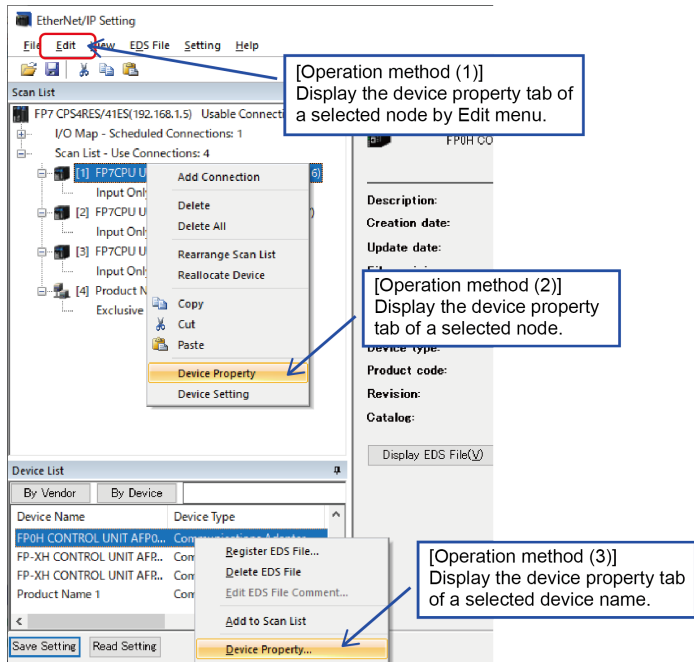 EtherNet/IP Setting
File Edit View EDS File Setting Help
[Operation method (1)]
Display the device property tab of
a selected node by Edit menu.
Scan List
FP7 CPS4RES/41ES(192.168.1.5) Usable Connecti
I/O Map - Scheduled Connections: 1
FP0H CO
Scan List - Use Connections: 4
[1] FP7CPU U 6)
Input Onl
[2] FP7CPU U )
Input Onl
[3] FP7CPU U
Input Onl
[4] Product N
Exclusive
Add Connection
Delete
Delete All
Rearrange Scan List
Reallocate Device
Copy
Cut
Paste
Device Property
Device Setting
Description:
Creation date:
Update date:
[Operation method (2)]
Display the device property
tab of a selected node.
Device type:
Product code:
Revision:
Catalog:
Display EDS File(V)
Device List
By Vendor By Device
Device Name Device Type
FP0H CONTROL UNIT AFP0... Communications Adapter
FP-XH CONTROL UNIT AFP... Com
FP-XH CONTROL UNIT AFP... Com
Product Name 1 Com
Register EDS File...
Delete EDS File
Edit EDS File Comment...
Add to Scan List
Device Property...
[Operation method (3)]
Display the device property tab
of a selected device name.
Save Setting Read Setting